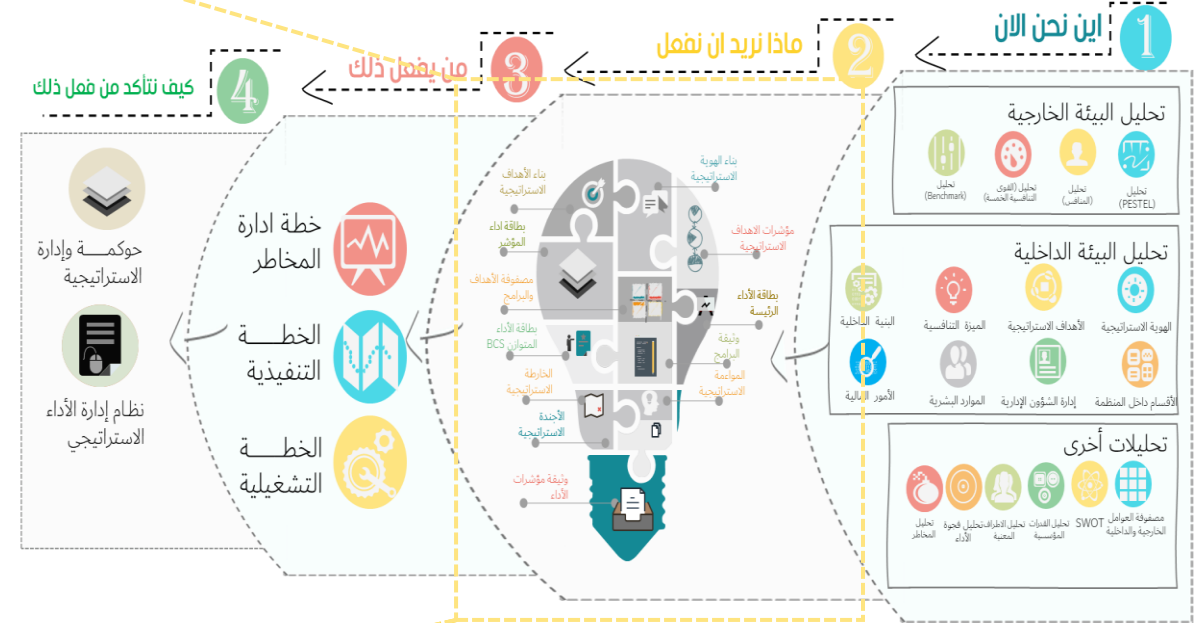 1
اين نحن الان
2
ماذا نريد ان نفعل
3
من يفعل ذلك
4
كيف نتأكد من فعل ذلك
تحليل البيئة الخارجية
تحليل
(PESTEL)
تحليل
(المنافس)
تحليل (القوى
التنافسية الخمسة)
تحليل
(Benchmark)
تحليل البيئة الداخلية
الهوية الاستراتيجية
الأهداف الاستراتيجية
الميزة التنافسية
البنية الداخلية
الأقسام داخل المنظمة
إدارة الشؤون الإدارية
الموارد البشرية
الأمور المالية
تحليلات أخرى
مصفوفة العوامل
الخارجية والداخلية
SWOT
تحليل القدرات
المؤسسية
تحليل الاطراف
المعنية
تحليل فجوة
الأداء
تحليل
المخاطر
بناء الهوية
الاستراتيجية
بناء الأهداف
الاستراتيجية
مؤشرات الاهداف
الاستراتيجية
بطاقة اداء
المؤشر
مصفوفة الأهداف
والبرامج
بطاقة الأداء
الرئيسة
بطاقة الأداء
المتوازن BCS
وثيقة
البرامج
الخارطة
الاستراتيجية
المواءمة
الاستراتيجية
الأجندة
الاستراتيجية
وثيقة مؤشرات
الأداء
خطة ادارة
المخاطر
الخطــــة
التنفيذية
الخطــــة
التشغيلية
حوكمــــة وإدارة
الاستراتيجية
نظام إدارة الأداء
الاستراتيجي